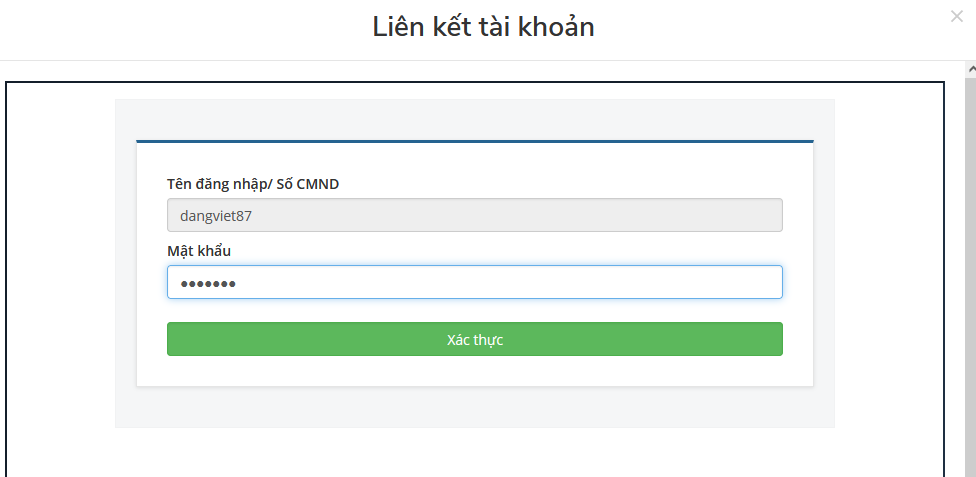 Liên kết tài khoản
Tên đăng nhập/ Số CMND
dangviet87
Mật khẩu
●●●●●●●
Xác thực